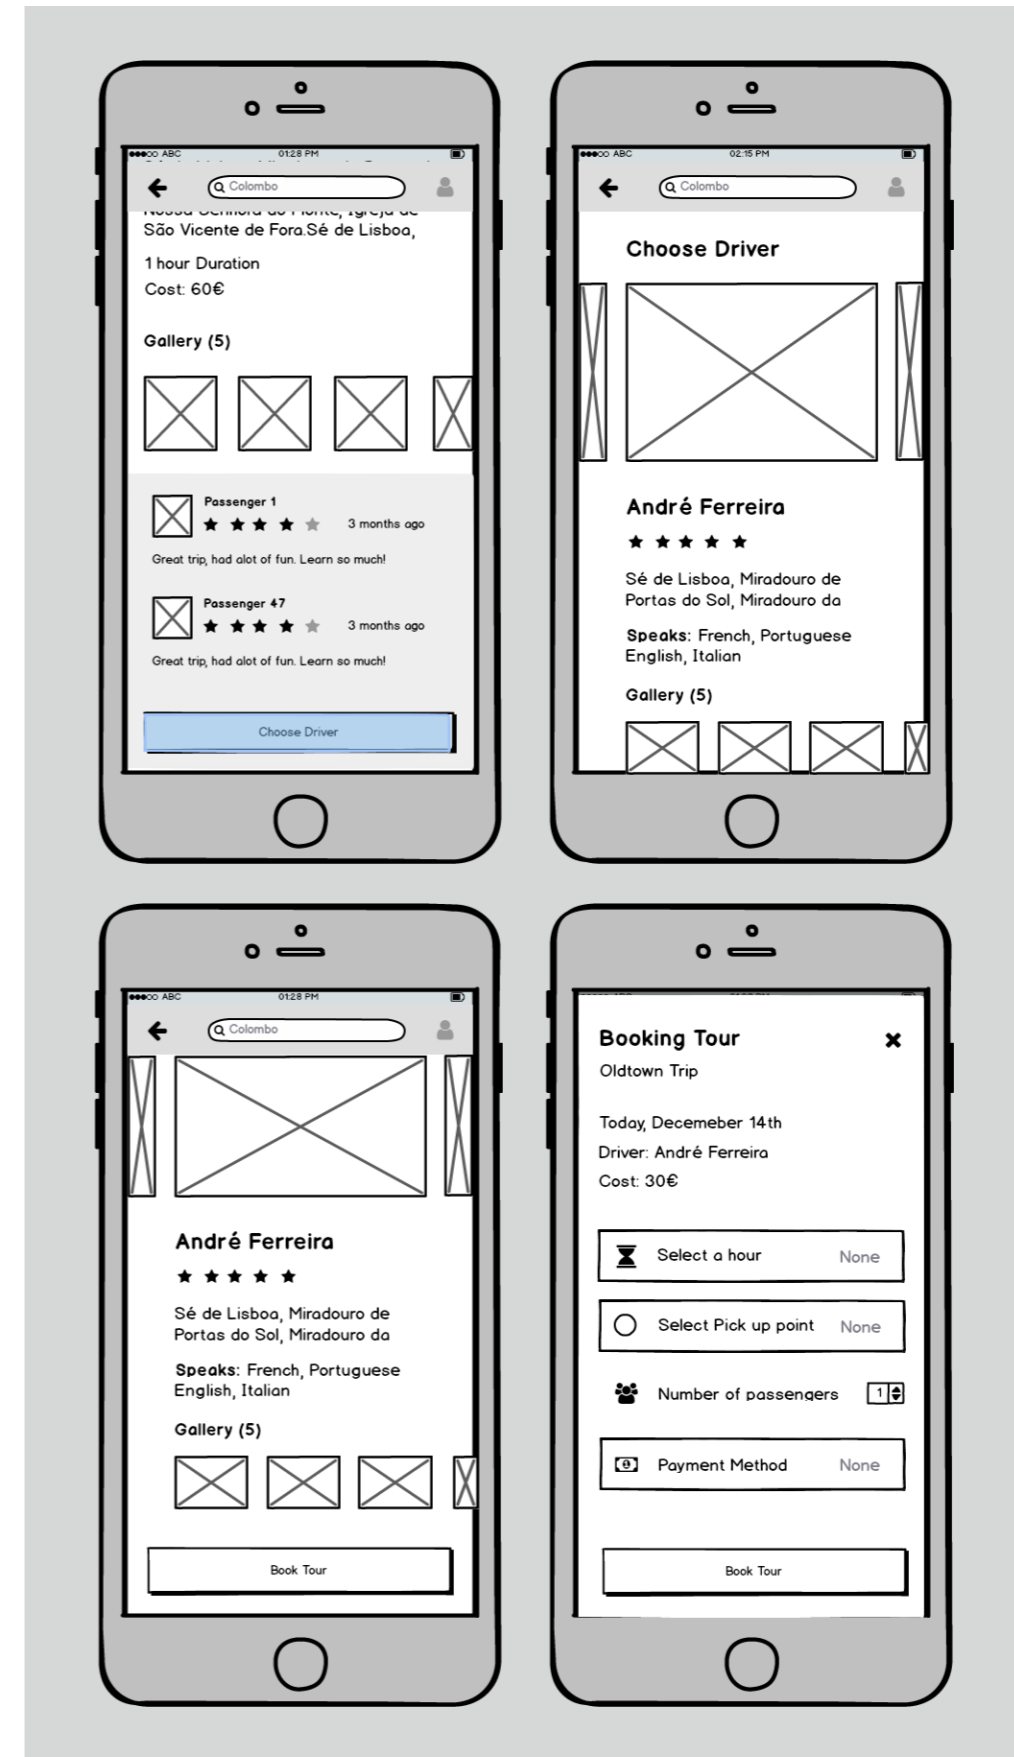 ABC 01:28 PM
Colombo
São Vicente de Fora.Sé de Lisboa,
1 hour Duration
Cost: 60€
Gallery (5)
Passenger 1
3 months ago
Great trip, had alot of fun. Learn so much!
Passenger 47
3 months ago
Great trip, had alot of fun. Learn so much!
Choose Driver
ABC 02:15 PM
Colombo
Choose Driver
André Ferreira
Sé de Lisboa, Miradouro de
Portas do Sol, Miradouro da
Speaks: French, Portuguese
English, Italian
Gallery (5)
ABC 01:28 PM
Colombo
André Ferreira
Sé de Lisboa, Miradouro de
Portas do Sol, Miradouro da
Speaks: French, Portuguese
English, Italian
Gallery (5)
Book Tour
Booking Tour
Oldtown Trip
Today, Decemeber 14th
Driver: André Ferreira
Cost: 30€
Select a hour None
Select Pick up point None
Number of passengers 1
Payment Method None
Book Tour